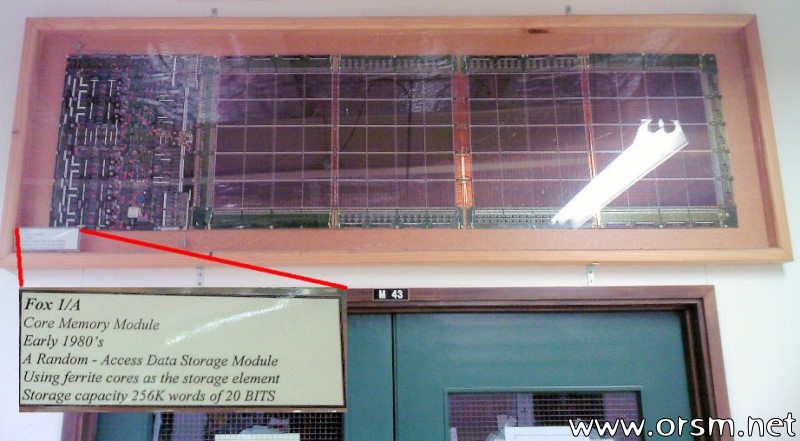 M 43
Fox 1/A
Core Memory Module
Early 1980's
A Random - Access Data Storage Module
Using ferrite cores as the storage element
Storage capacity 256K words of 20 BITS
www.orsm.net